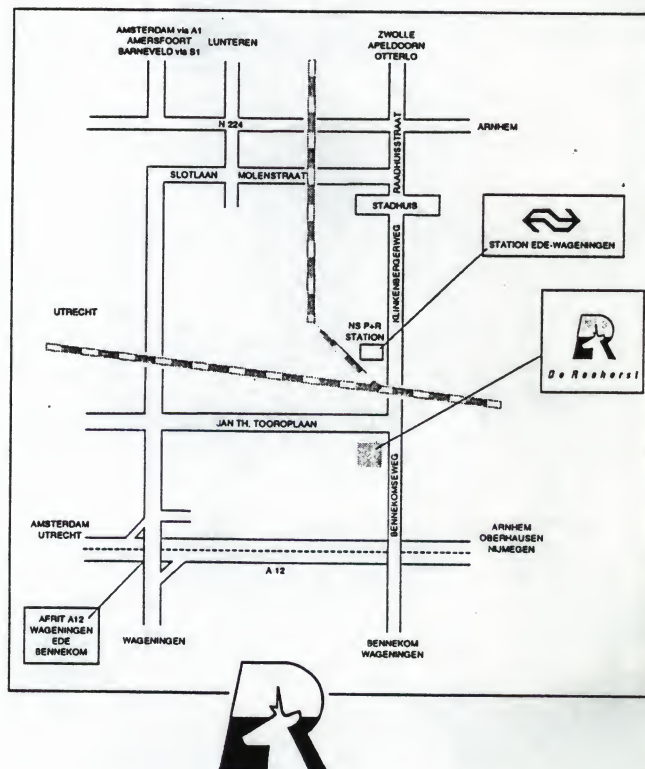 AMSTERDAM via A1
AMERSFOORT
BARNEVELD via S1
LUNTEREN
ZWOLLE
APELDOORN
OTTERLO
N 224
ARNHEM
RAADHUISSTRAAT
SLOTLAAN
MOLENSTRAAT
STADHUIS
STATION EDE-WAGENINGEN
KLINKENBERGERWEG
UTRECHT
NS P+R
STATION
De Reehorst
JAN TH. TOOROPLAAN
BENNEKOMSEWEG
AMSTERDAM
UTRECHT
ARNHEM
OBERHAUSEN
NIJMEGEN
A 12
AFRIT A12
WAGENINGEN
EDE
BENNEKOM
WAGENINGEN
BENNEKOM
WAGENINGEN
R